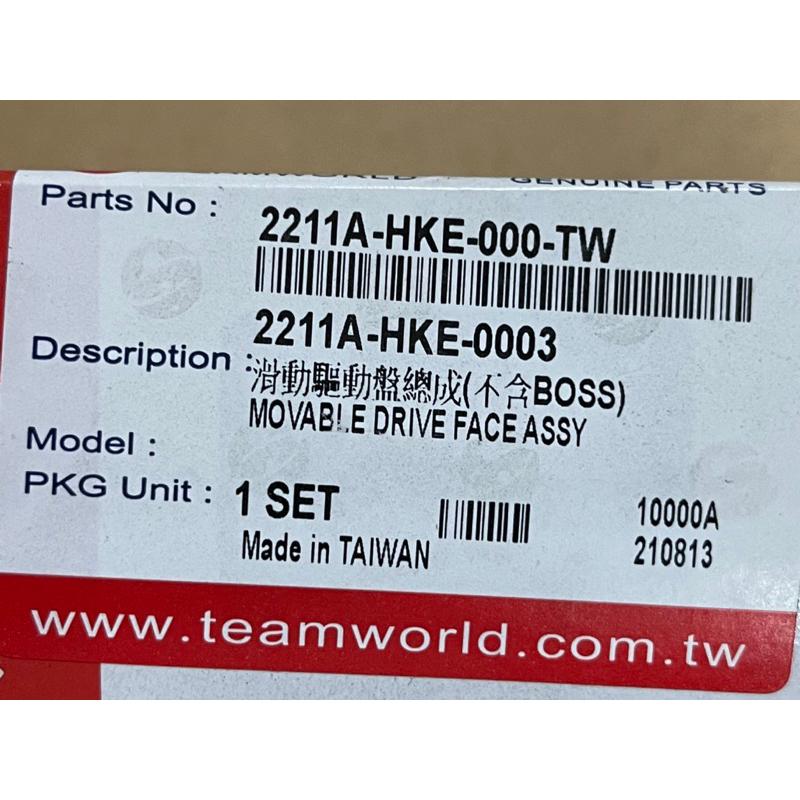 GENUINE PARTS
Parts No : 2211A-HKE-000-TW
2211A-HKE-0003
Description : 滑動驅動盤總成(不含BOSS)
MOVABLE DRIVE FACE ASSY
Model :
PKG Unit : 1 SET
10000A
Made in TAIWAN
210813
www.teamworld.com.tw